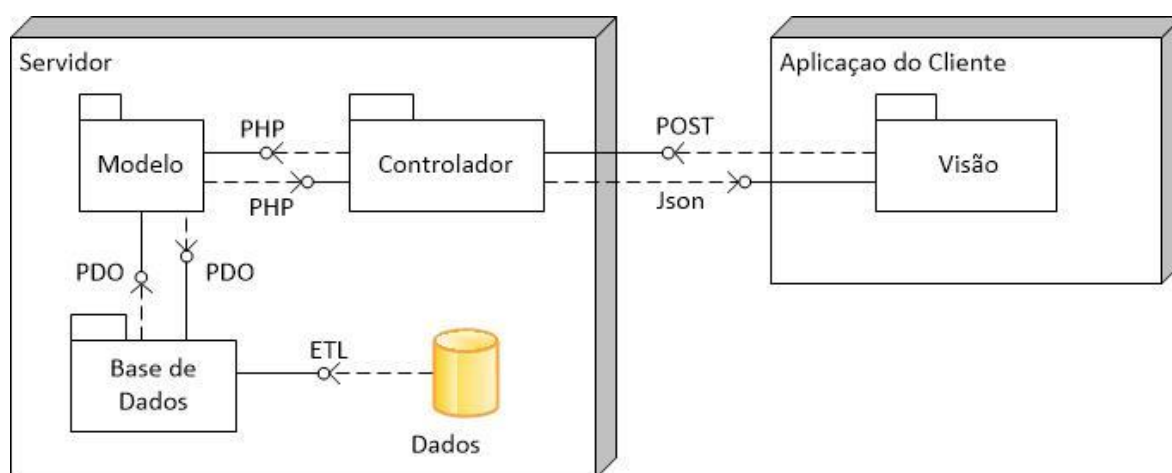 Servidor
Aplicaçao do Cliente
PHP
POST
Modelo
Controlador
Visão
PHP
Json
PDO
PDO
ETL
Base de
Dados
Dados